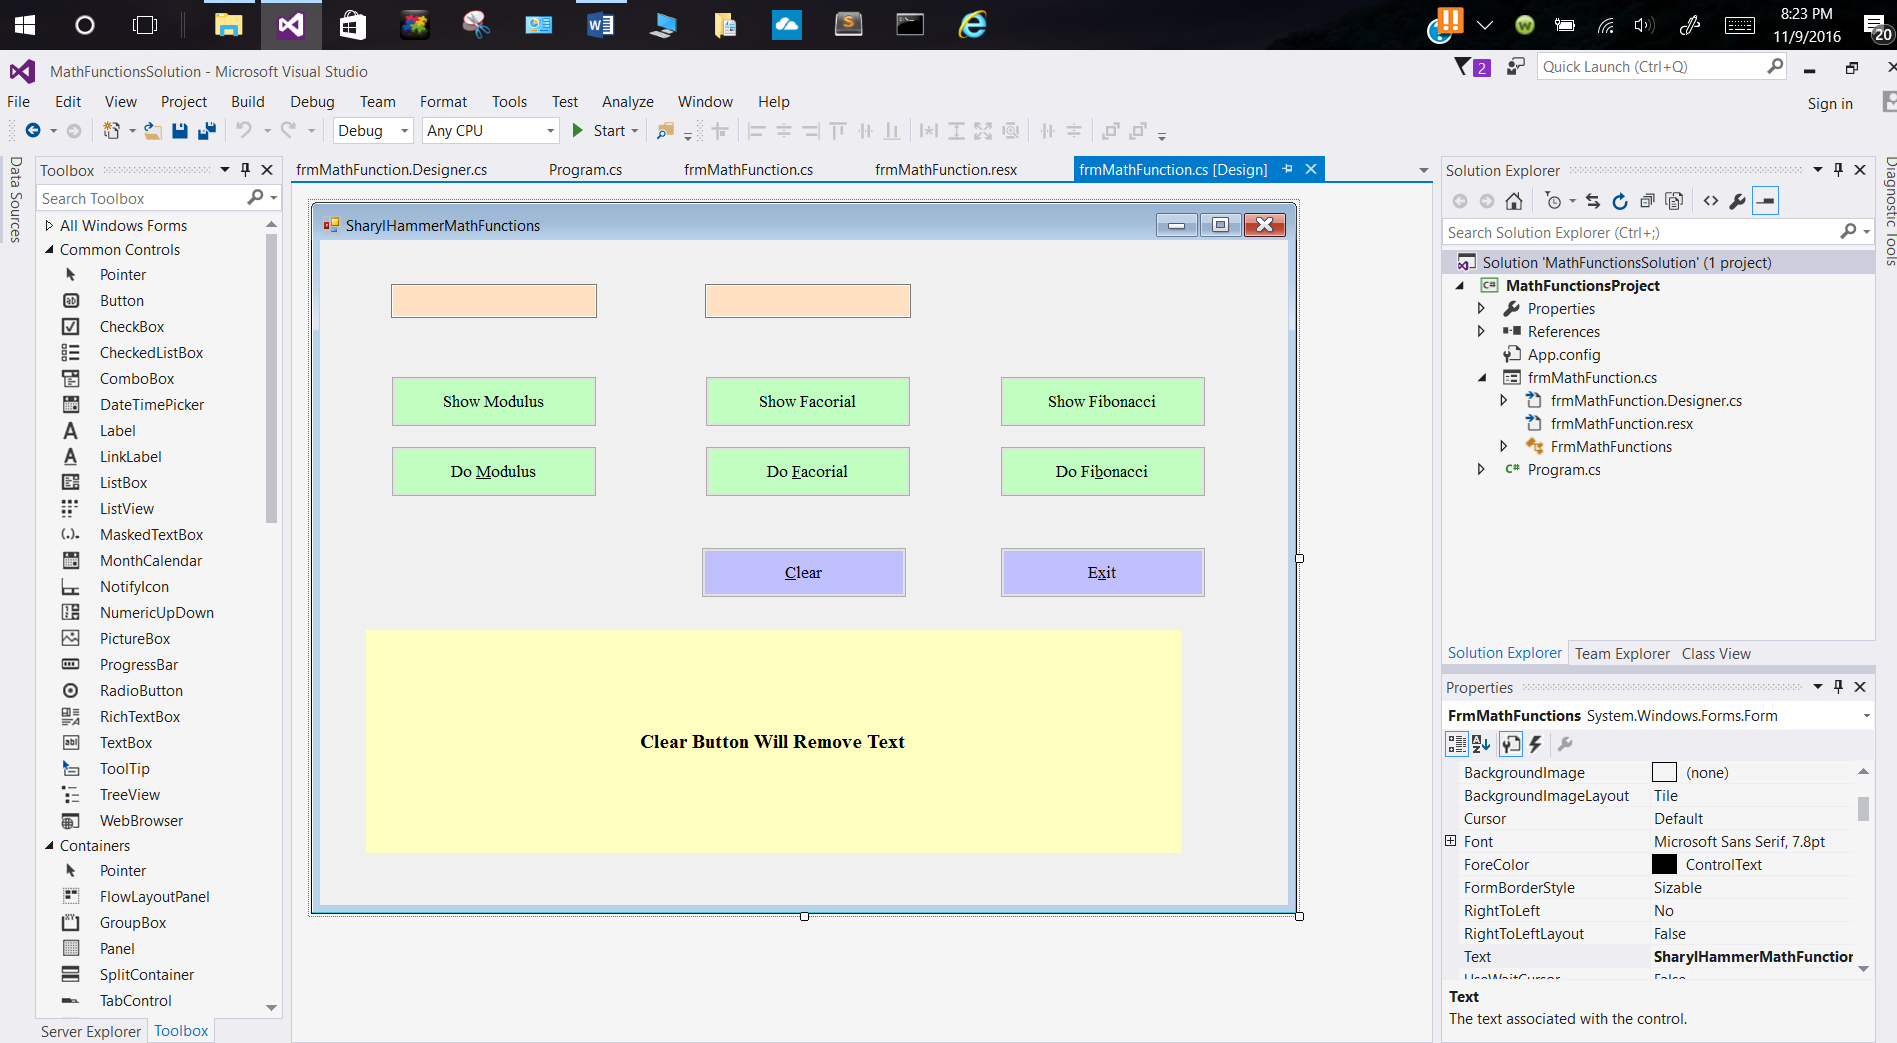 8:23 PM
11/9/2016
20
MathFunctionsSolution - Microsoft Visual Studio
2
Quick Launch (Ctrl+Q)
File Edit View Project Build Debug Team Format Tools Test Analyze Window Help
Sign in
Debug Any CPU Start
Data Sources
Toolbox
Search Toolbox
All Windows Forms
Common Controls
Pointer
Button
CheckBox
CheckedListBox
ComboBox
DateTimePicker
Label
LinkLabel
ListBox
ListView
MaskedTextBox
MonthCalendar
NotifyIcon
NumericUpDown
PictureBox
ProgressBar
RadioButton
RichTextBox
TextBox
ToolTip
TreeView
WebBrowser
Containers
Pointer
FlowLayoutPanel
GroupBox
Panel
SplitContainer
TabControl
Server Explorer Toolbox
frmMathFunction.Designer.cs Program.cs frmMathFunction.cs frmMathFunction.resx frmMathFunction.cs [Design]
SharylHammerMathFunctions
Show Modulus Show Facorial Show Fibonacci
Do Modulus Do Facorial Do Fibonacci
Clear Exit
Clear Button Will Remove Text
Solution Explorer
Search Solution Explorer (Ctrl+;)
Solution 'MathFunctionsSolution' (1 project)
MathFunctionsProject
Properties
References
App.config
frmMathFunction.cs
frmMathFunction.Designer.cs
frmMathFunction.resx
FrmMathFunctions
Program.cs
Solution Explorer Team Explorer Class View
Properties
FrmMathFunctions System.Windows.Forms.Form
BackgroundImage (none)
BackgroundImageLayout Tile
Cursor Default
Font Microsoft Sans Serif, 7.8pt
ForeColor ControlText
FormBorderStyle Sizable
RightToLeft No
RightToLeftLayout False
Text SharylHammerMathFunction
UseWaitCursor False
Text
The text associated with the control.
Diagnostic Tools